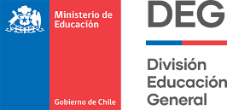 Ministerio de
Educación
Gobierno de Chile
DEG
División
Educación
General